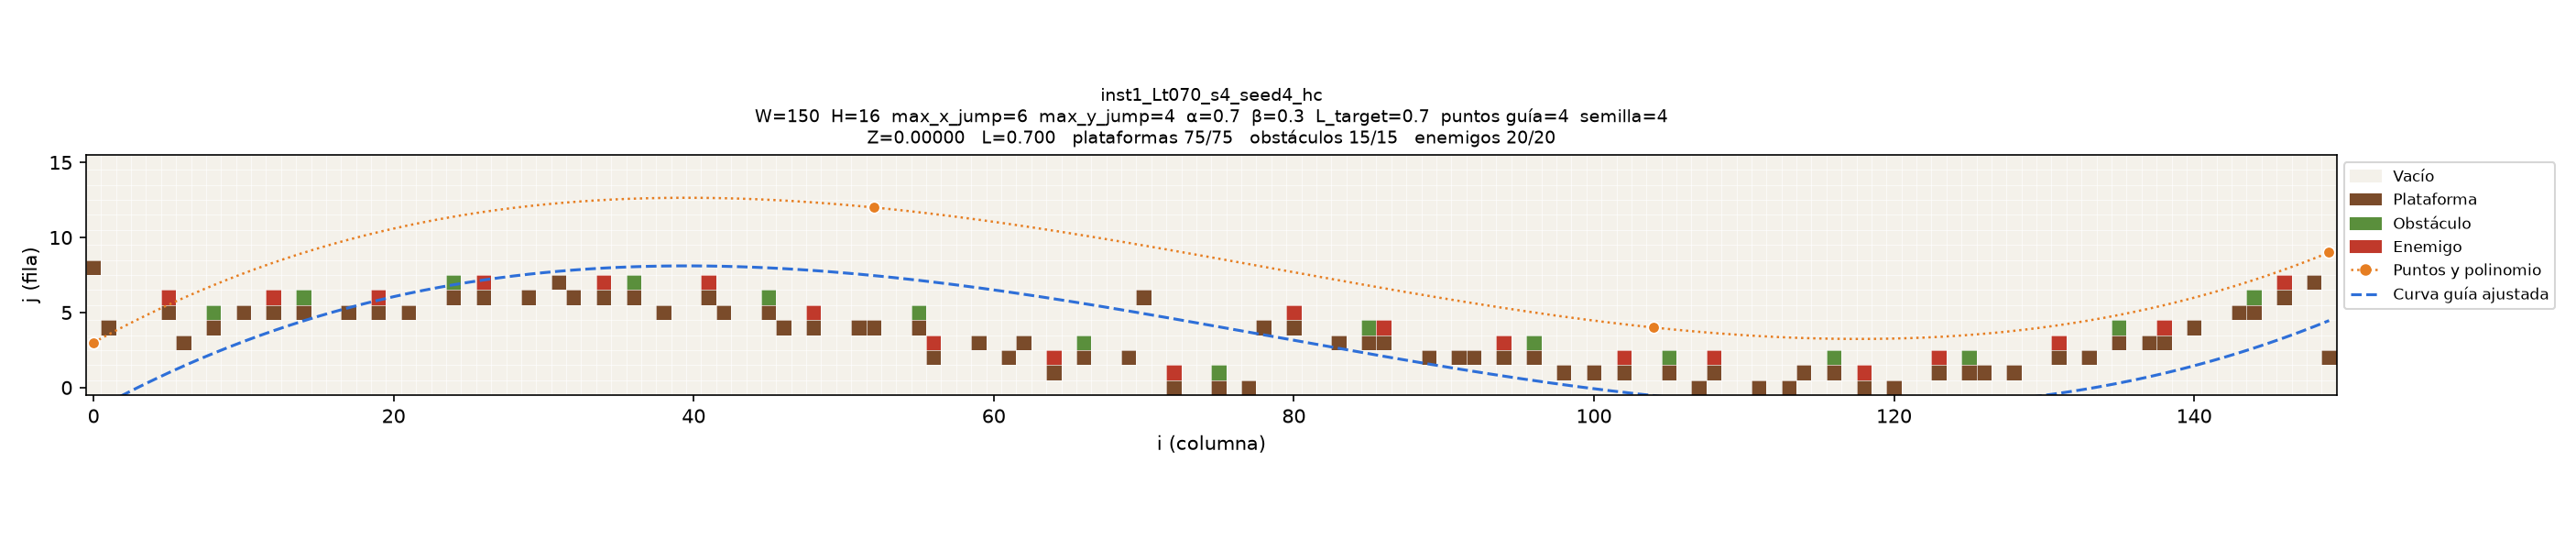 inst1_Lt070_s4_seed4_hc
W=150 H=16 max_x_jump=6 max_y_jump=4 α=0.7 β=0.3 L_target=0.7 puntos guía=4 semilla=4
Z=0.00000 L=0.700 plataformas 75/75 obstáculos 15/15 enemigos 20/20
15
10
5
0
j (fila)
0 20 40 60 80 100 120 140
i (columna)
Vacío
Plataforma
Obstáculo
Enemigo
Puntos y polinomio
Curva guía ajustada